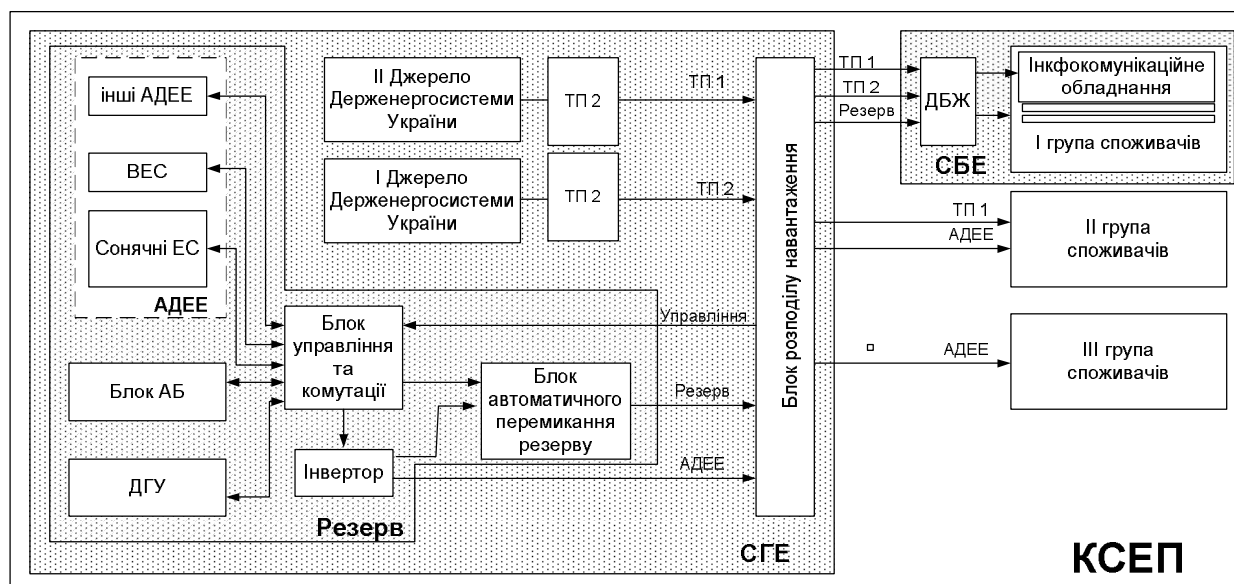 інші АДЕЕ
ВЕС
Сонячні ЕС
АДЕЕ
Блок АБ
ДГУ
ІІ Джерело
Держенергосистеми
України
ТП 2
ТП 1
І Джерело
Держенергосистеми
України
ТП 2
ТП 2
Блок
управління
та
комутації
Інвертор
Блок
автоматичного
перемикання
резерву
Управління
Резерв
АДЕЕ
Резерв
СГЕ
Блок розподілу навантаження
ТП 1
ТП 2
Резерв
ДБЖ
Інкфокомунікаційне
обладнання
І група споживачів
СБЕ
ТП 1
АДЕЕ
ІІ група
споживачів
АДЕЕ
ІІІ група
споживачів
КСЕП